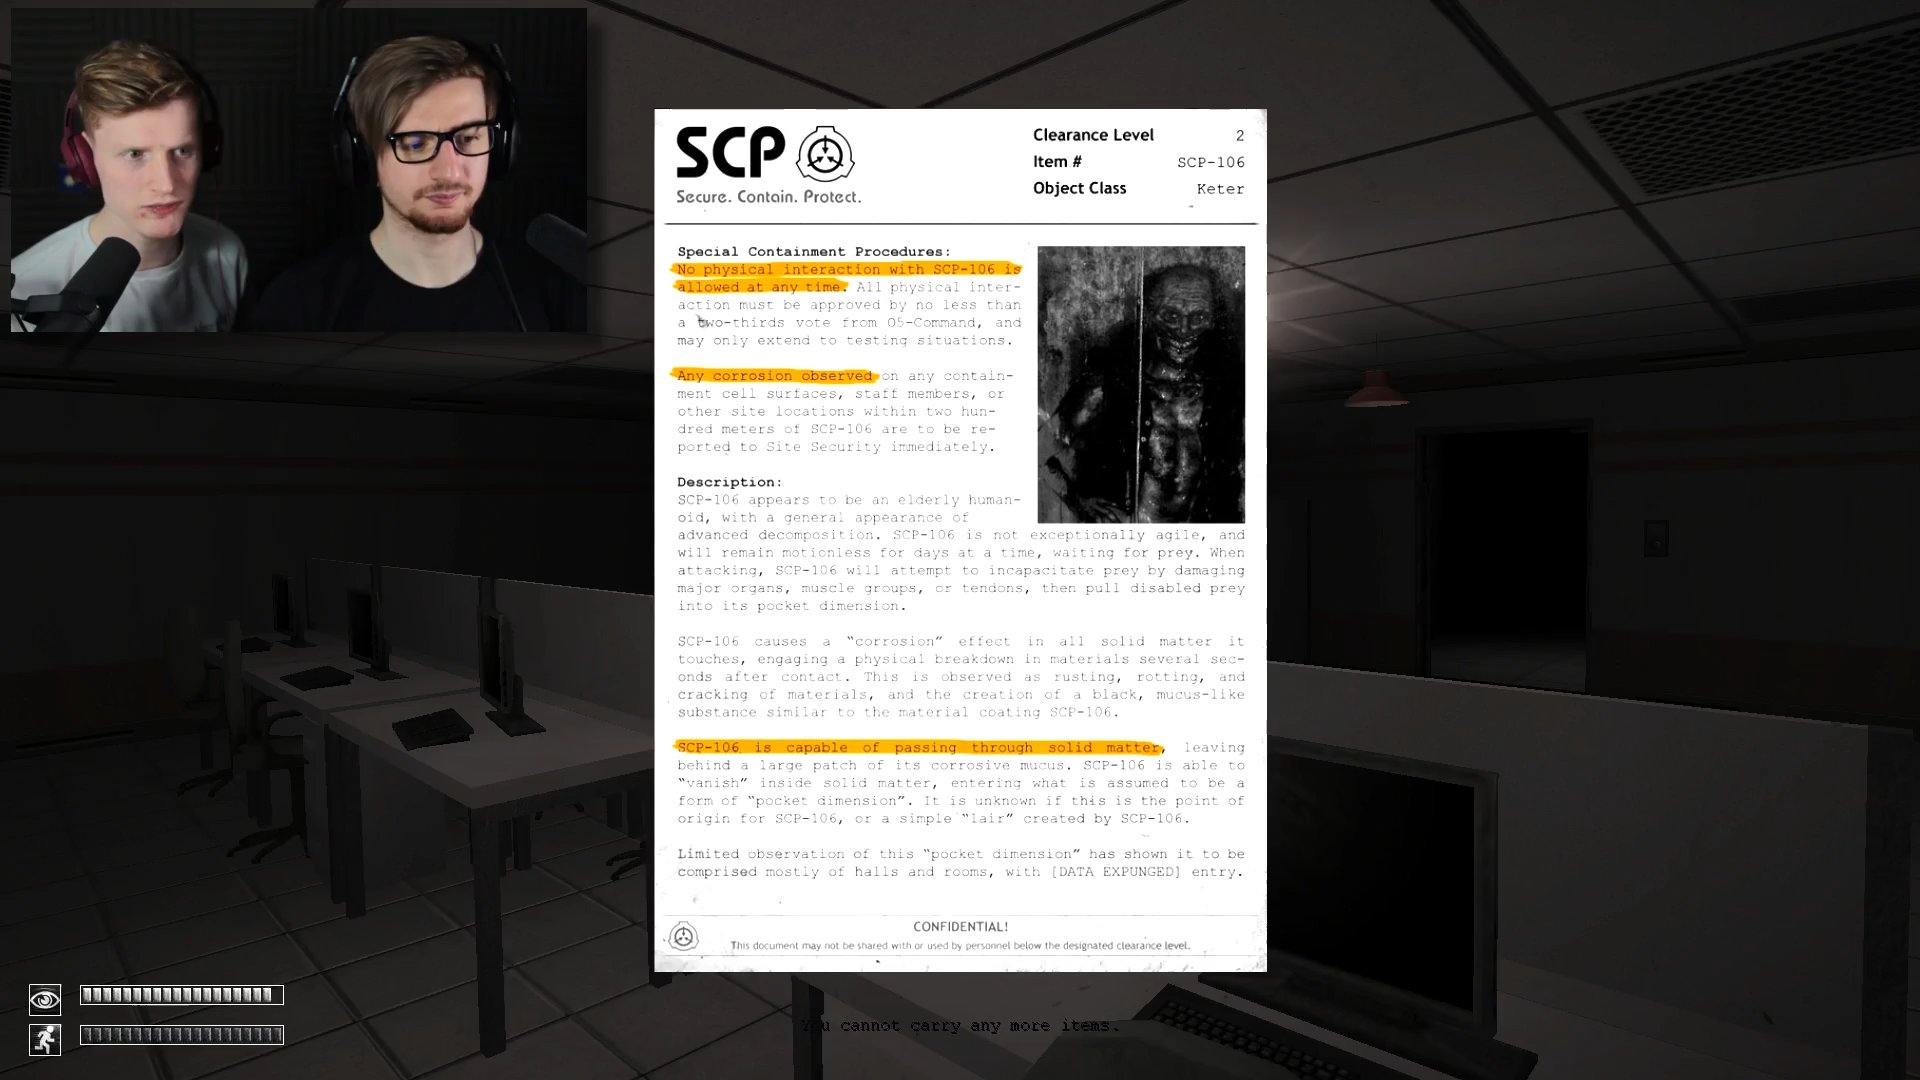 SCP
Secure. Contain. Protect.
Clearance Level 2
Item # SCP-106
Object Class Keter
Special Containment Procedures:
No physical interaction with SCP-106 is
allowed at any time. All physical inter-
action must be approved by no less than
a two-thirds vote from O5-Command, and
may only extend to testing situations.
Any corrosion observed on any contain-
ment cell surfaces, staff members, or
other site locations within two hun-
dred meters of SCP-106 are to be re-
ported to Site Security immediately.
Description:
SCP-106 appears to be an elderly human-
oid, with a general appearance of
advanced decomposition. SCP-106 is not exceptionally agile, and
will remain motionless for days at a time, waiting for prey. When
attacking, SCP-106 will attempt to incapacitate prey by damaging
major organs, muscle groups, or tendons, then pull disabled prey
into its pocket dimension.
SCP-106 causes a “corrosion” effect in all solid matter it
touches, engaging a physical breakdown in materials several sec-
onds after contact. This is observed as rusting, rotting, and
cracking of materials, and the creation of a black, mucus-like
substance similar to the material coating SCP-106.
SCP-106 is capable of passing through solid matter, leaving
behind a large patch of its corrosive mucus. SCP-106 is able to
“vanish” inside solid matter, entering what is assumed to be a
form of “pocket dimension”. It is unknown if this is the point of
origin for SCP-106, or a simple “lair” created by SCP-106.
Limited observation of this “pocket dimension” has shown it to be
comprised mostly of halls and rooms, with [DATA EXPUNGED] entry.
CONFIDENTIAL!
This document may not be shared with or used by personnel below the designated clearance level.
You cannot carry any more items.